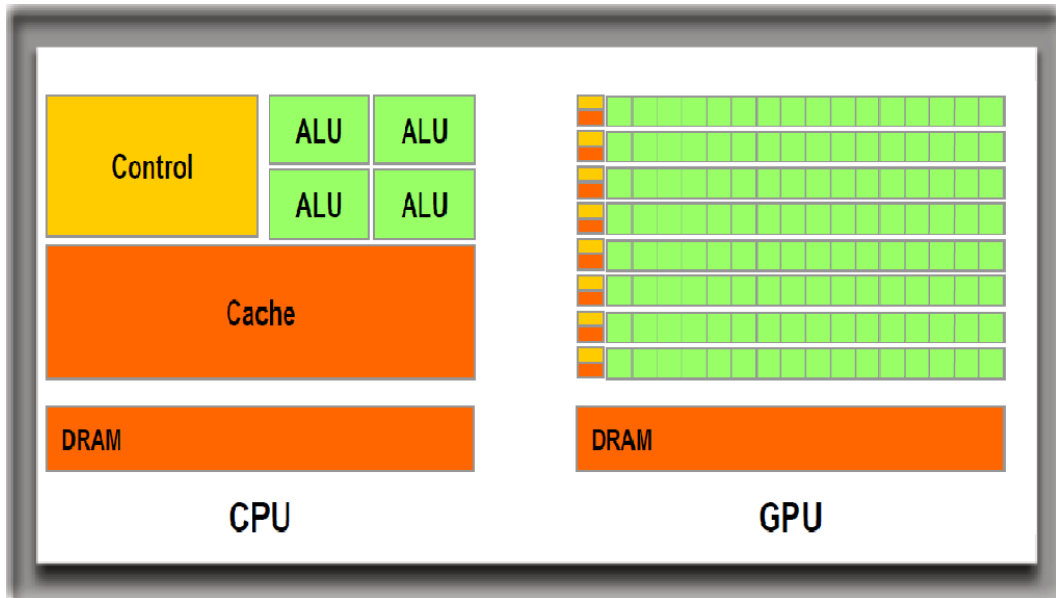 Control
ALU ALU
ALU ALU
Cache
DRAM
CPU
DRAM
GPU